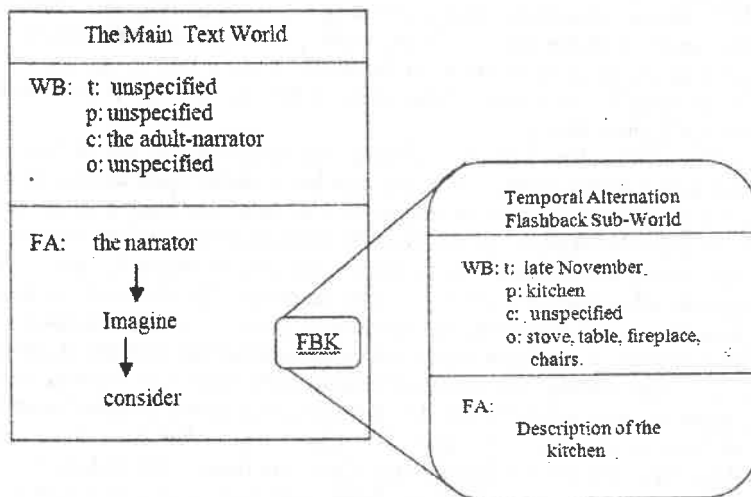 The Main Text World
WB: t: unspecified
p: unspecified
c: the adult-narrator
o: unspecified
FA: the narrator
Imagine
consider
FBK
Temporal Alternation
Flashback Sub-World
WB: t: late November
p: kitchen
c: unspecified
o: stove, table, fireplace,
chairs.
FA:
Description of the
kitchen